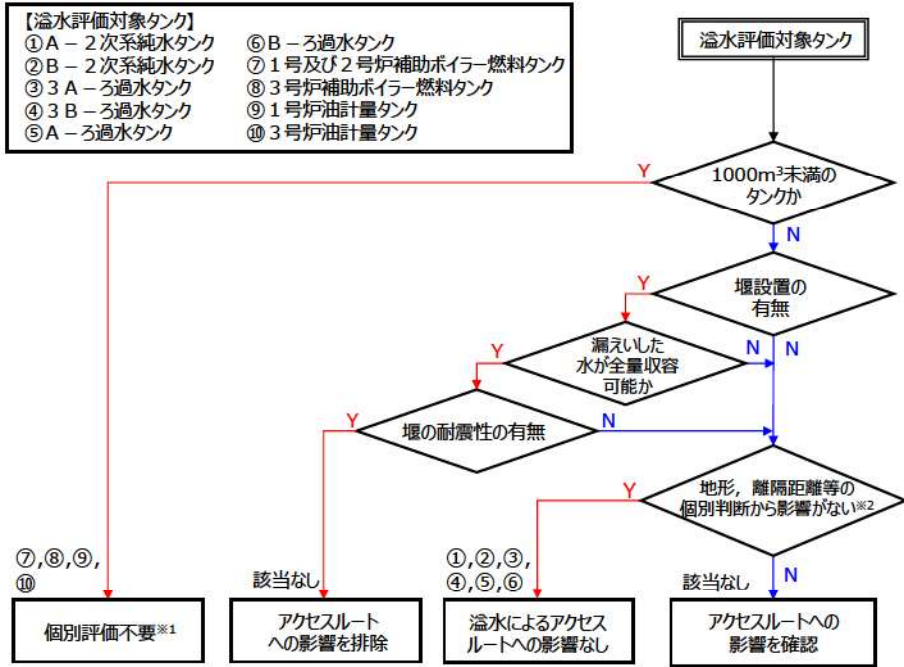 【溢水評価対象タンク】
①A－2次系純水タンク ⑥B－ろ過水タンク
②B－2次系純水タンク ⑦1号及び2号炉補助ボイラー燃料タンク
③3A－ろ過水タンク ⑧3号炉補助ボイラー燃料タンク
④3B－ろ過水タンク ⑨1号炉油計量タンク
⑤A－ろ過水タンク ⑩3号炉油計量タンク
溢水評価対象タンク
1000m³未満の
タンクか
Y
N
堰設置の
有無
Y
N
漏えいした
水が全量収容
可能か
Y
N
堰の耐震性の有無
Y
N
地形，離隔距離等の
個別判断から影響がない※2
Y
N
⑦,⑧,⑨,
⑩
個別評価不要※1
該当なし
アクセスルート
への影響を排除
①,②,③,
④,⑤,⑥
溢水によるアクセス
ルートへの影響なし
該当なし
アクセスルートへの
影響を確認